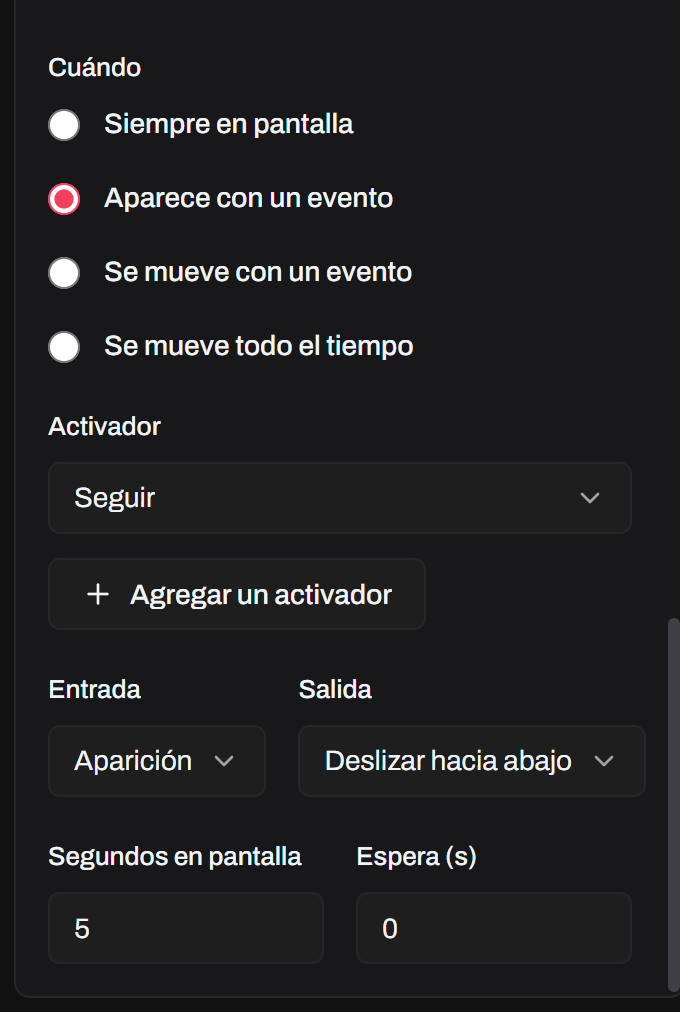 Cuándo
Siempre en pantalla
Aparece con un evento
Se mueve con un evento
Se mueve todo el tiempo
Activador
Seguir
+ Agregar un activador
Entrada Salida
Aparición Deslizar hacia abajo
Segundos en pantalla Espera (s)
5 0